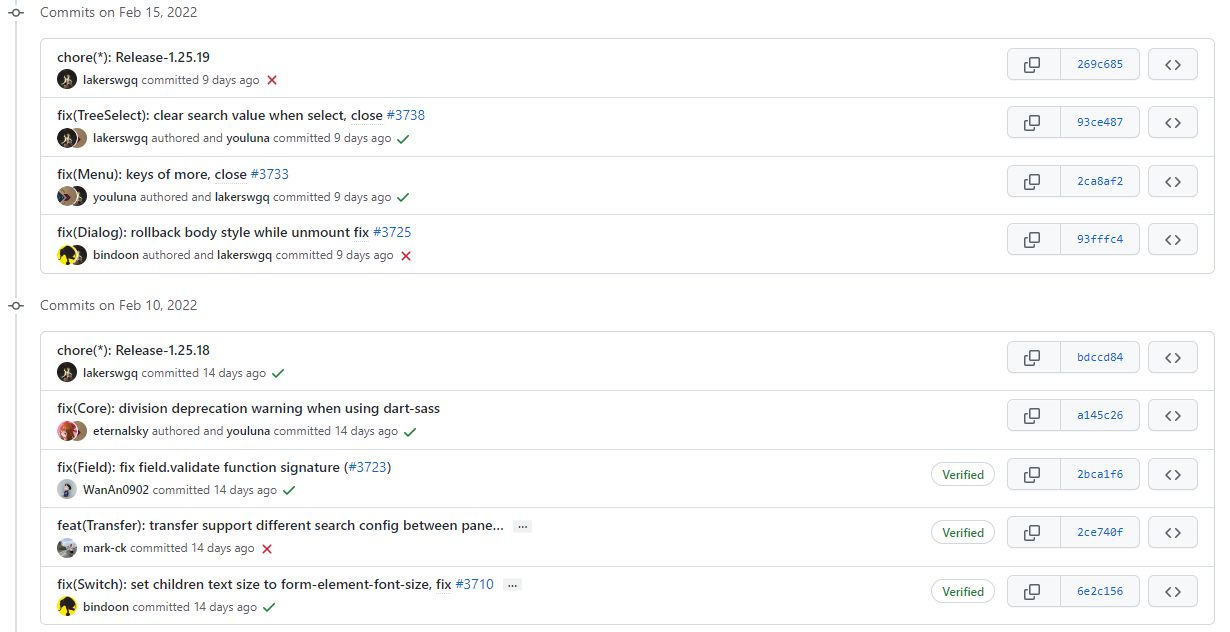 Commits on Feb 15, 2022
chore(*): Release-1.25.19
269c685
lakerswgq committed 9 days ago
fix(TreeSelect): clear search value when select, close #3738
93ce487
lakerswgq authored and youluna committed 9 days ago
fix(Menu): keys of more, close #3733
2ca8af2
youluna authored and lakerswgq committed 9 days ago
fix(Dialog): rollback body style while unmount fix #3725
93fffc4
bindoon authored and lakerswgq committed 9 days ago
Commits on Feb 10, 2022
chore(*): Release-1.25.18
bdccd84
lakerswgq committed 14 days ago
fix(Core): division deprecation warning when using dart-sass
a145c26
eternalsky authored and youluna committed 14 days ago
fix(Field): fix field.validate function signature (#3723)
Verified
2bca1f6
WanAn0902 committed 14 days ago
feat(Transfer): transfer support different search config between pane... ...
Verified
2ce740f
mark-ck committed 14 days ago
fix(Switch): set children text size to form-element-font-size, fix #3710 ...
Verified
6e2c156
bindoon committed 14 days ago